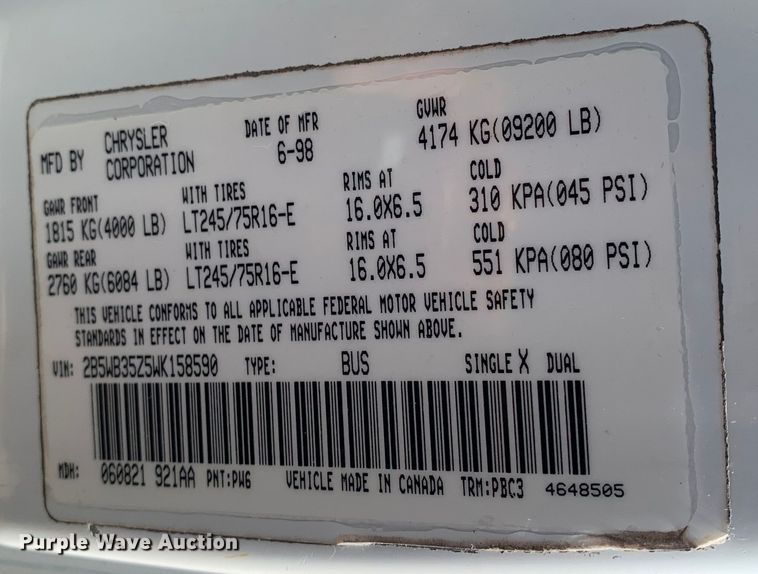 MFD BY CHRYSLER CORPORATION DATE OF MFR 6-98 GVWR 4174 KG(09200 LB)
GAWR FRONT WITH TIRES RIMS AT COLD
1815 KG(4000 LB) LT245/75R16-E 16.0X6.5 310 KPA(045 PSI)
GAWR REAR WITH TIRES RIMS AT COLD
2760 KG(6084 LB) LT245/75R16-E 16.0X6.5 551 KPA(080 PSI)
THIS VEHICLE CONFORMS TO ALL APPLICABLE FEDERAL MOTOR VEHICLE SAFETY
STANDARDS IN EFFECT ON THE DATE OF MANUFACTURE SHOWN ABOVE.
VIN: 2B5WB35Z5WK158590 TYPE: BUS SINGLE X DUAL
MDH: 060821 921AA PNT:PW6 VEHICLE MADE IN CANADA TRM:PBC3 4648505
Purple Wave Auction